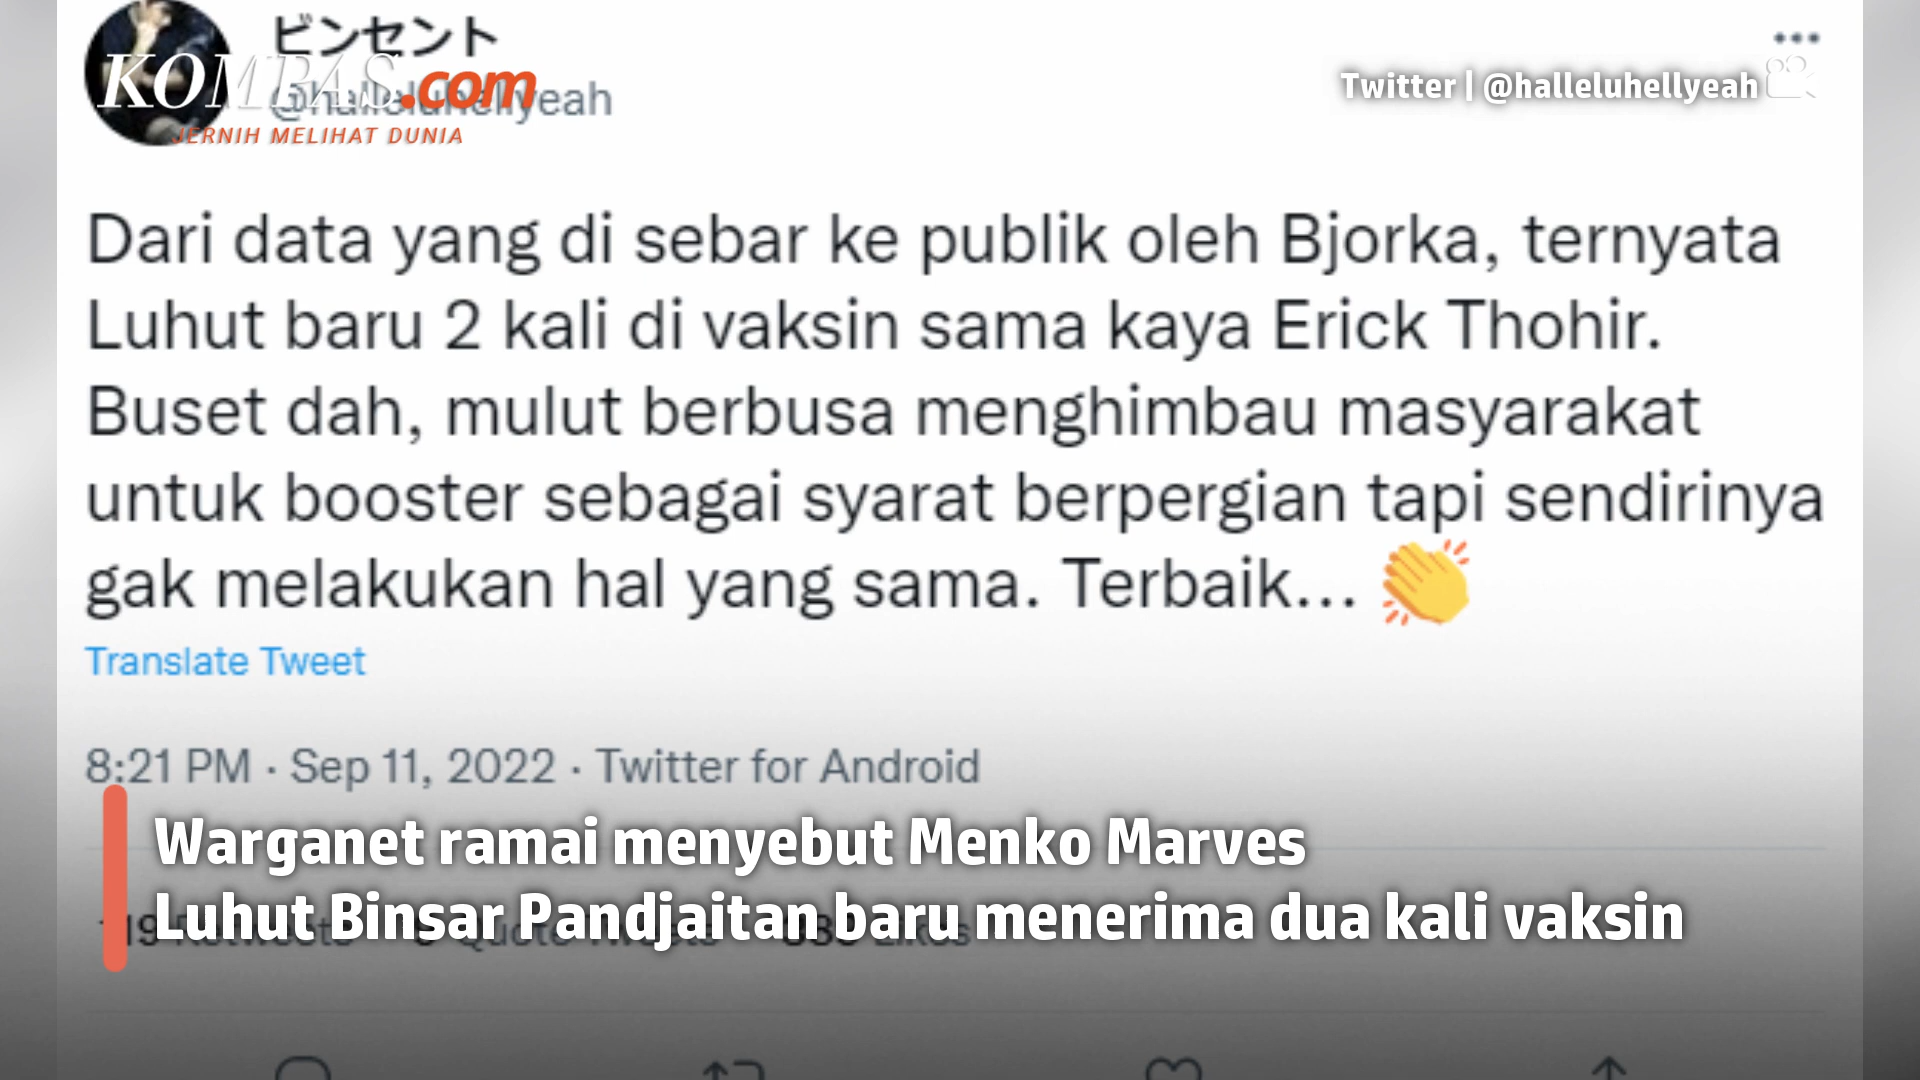 ビンセント
KOMPAS.com
@halleluhellyeah
JERNIH MELIHAT DUNIA
Twitter | @halleluhellyeah
Dari data yang di sebar ke publik oleh Bjorka, ternyata
Luhut baru 2 kali di vaksin sama kaya Erick Thohir.
Buset dah, mulut berbusa menghimbau masyarakat
untuk booster sebagai syarat berpergian tapi sendirinya
gak melakukan hal yang sama. Terbaik... 👏
Translate Tweet
8:21 PM · Sep 11, 2022 · Twitter for Android
Warganet ramai menyebut Menko Marves
Luhut Binsar Pandjaitan baru menerima dua kali vaksin